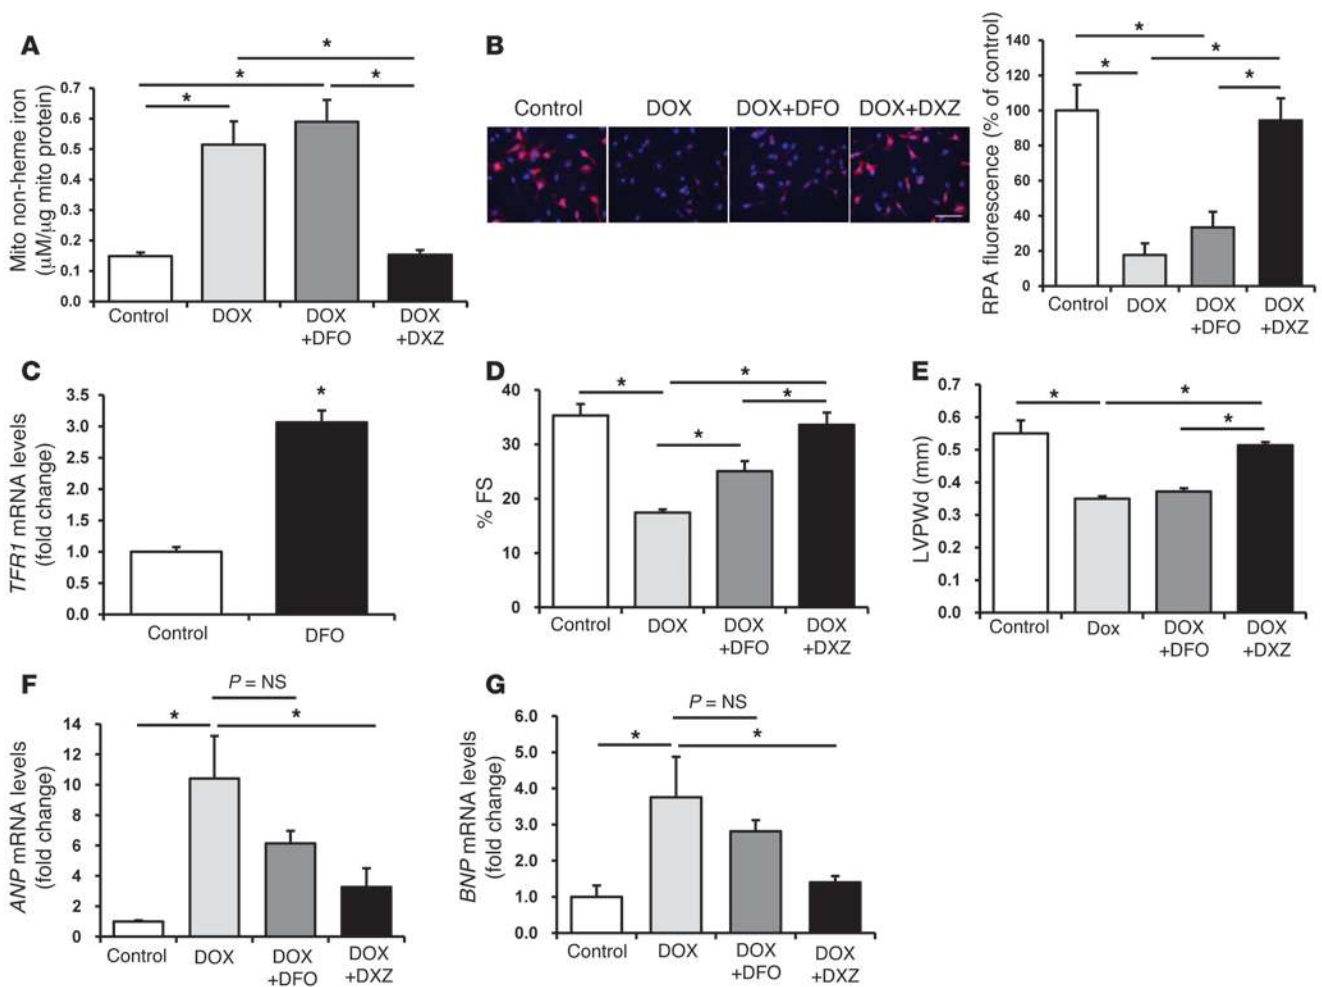 A
Mito non-heme iron
(μM/μg mito protein)
0.7
0.6
0.5
0.4
0.3
0.2
0.1
0.0
*
*
*
*
Control
DOX
DOX
+DFO
DOX
+DXZ
B
Control
DOX
DOX+DFO
DOX+DXZ
RPA fluorescence (% of control)
140
120
100
80
60
40
20
0
*
*
*
*
Control
DOX
DOX
+DFO
DOX
+DXZ
C
TFR1 mRNA levels
(fold change)
3.5
3.0
2.5
2.0
1.5
1.0
0.5
0.0
*
Control
DFO
D
% FS
40
30
20
10
0
*
*
*
*
Control
DOX
DOX
+DFO
DOX
+DXZ
E
LVPWd (mm)
0.7
0.6
0.5
0.4
0.3
0.2
0.1
0.0
*
*
*
Control
Dox
DOX
+DFO
DOX
+DXZ
F
ANP mRNA levels
(fold change)
14
12
10
8
6
4
2
0
P = NS
*
*
Control
DOX
DOX
+DFO
DOX
+DXZ
G
BNP mRNA levels
(fold change)
6.0
5.0
4.0
3.0
2.0
1.0
0.0
P = NS
*
*
Control
DOX
DOX
+DFO
DOX
+DXZ